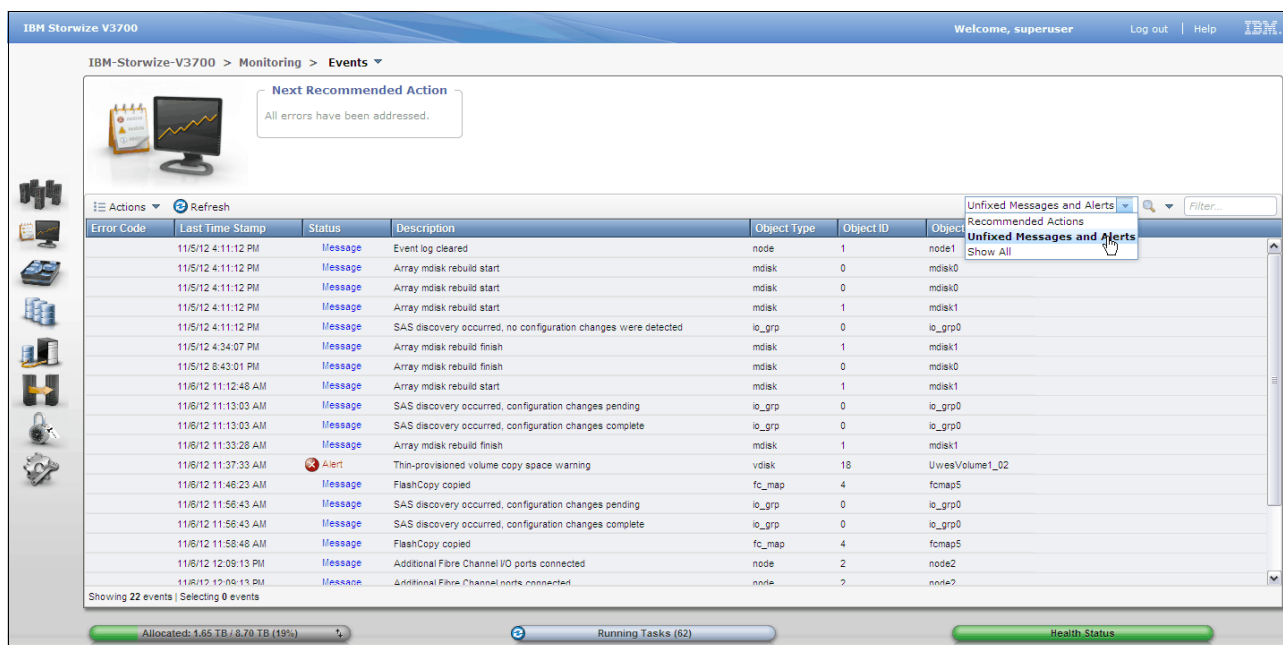 IBM Storwize V3700 Welcome, superuser Log out | Help IBM.
IBM-Storwize-V3700 > Monitoring > Events
Next Recommended Action
All errors have been addressed.
Actions Refresh Unfixed Messages and Alerts Filter...
Recommended Actions
Unfixed Messages and Alerts
Show All
Error Code Last Time Stamp Status Description Object Type Object ID Object
11/5/12 4:11:12 PM Message Event log cleared node 1 node1
11/5/12 4:11:12 PM Message Array mdisk rebuild start mdisk 0 mdisk0
11/5/12 4:11:12 PM Message Array mdisk rebuild start mdisk 0 mdisk0
11/5/12 4:11:12 PM Message Array mdisk rebuild start mdisk 1 mdisk1
11/5/12 4:11:12 PM Message SAS discovery occurred, no configuration changes were detected io_grp 0 io_grp0
11/5/12 4:34:07 PM Message Array mdisk rebuild finish mdisk 1 mdisk1
11/5/12 8:43:01 PM Message Array mdisk rebuild finish mdisk 0 mdisk0
11/6/12 11:12:48 AM Message Array mdisk rebuild start mdisk 1 mdisk1
11/6/12 11:13:03 AM Message SAS discovery occurred, configuration changes pending io_grp 0 io_grp0
11/6/12 11:13:03 AM Message SAS discovery occurred, configuration changes complete io_grp 0 io_grp0
11/6/12 11:33:28 AM Message Array mdisk rebuild finish mdisk 1 mdisk1
11/6/12 11:37:33 AM Alert Thin-provisioned volume copy space warning vdisk 18 UwesVolume1_02
11/6/12 11:46:23 AM Message FlashCopy copied fc_map 4 fcmap5
11/6/12 11:56:43 AM Message SAS discovery occurred, configuration changes pending io_grp 0 io_grp0
11/6/12 11:56:43 AM Message SAS discovery occurred, configuration changes complete io_grp 0 io_grp0
11/6/12 11:58:48 AM Message FlashCopy copied fc_map 4 fcmap5
11/6/12 12:09:13 PM Message Additional Fibre Channel I/O ports connected node 2 node2
11/6/12 12:09:13 PM Message Additional Fibre Channel ports connected node 2 node2
Showing 22 events | Selecting 0 events
Allocated: 1.65 TB / 8.70 TB (19%) Running Tasks (62) Health Status